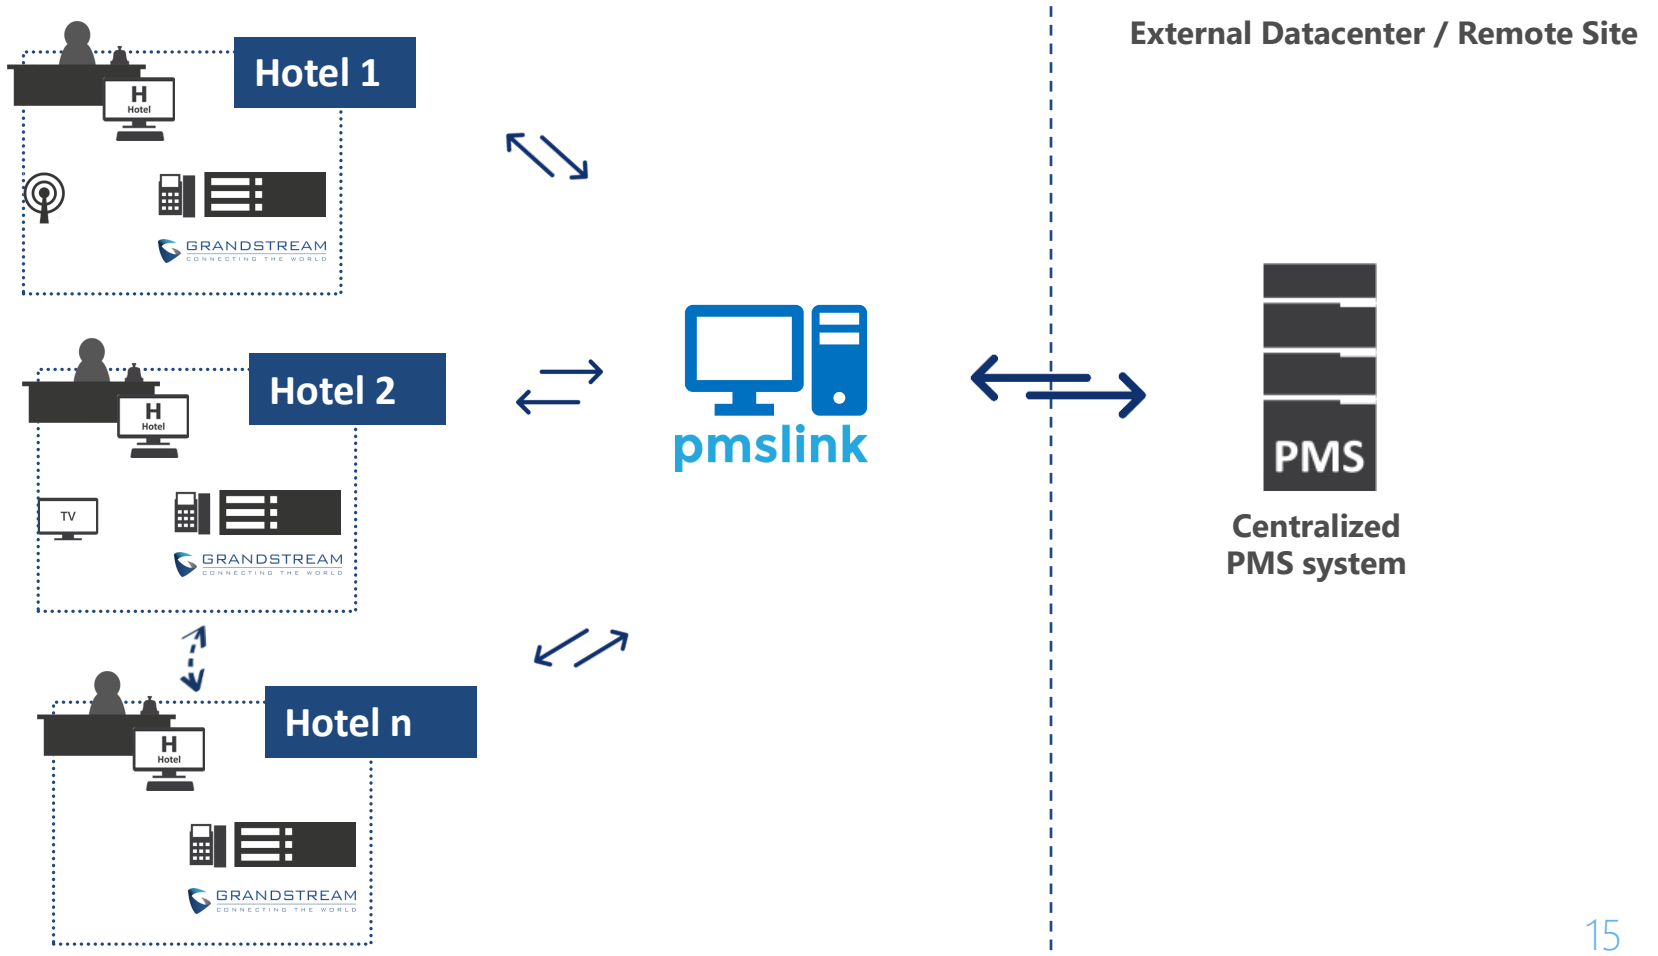 External Datacenter / Remote Site
Hotel 1
H
Hotel
GRANDSTREAM
CONNECTING THE WORLD
Hotel 2
H
Hotel
TV
GRANDSTREAM
CONNECTING THE WORLD
Hotel n
H
Hotel
GRANDSTREAM
CONNECTING THE WORLD
pmslink
PMS
Centralized
PMS system
15